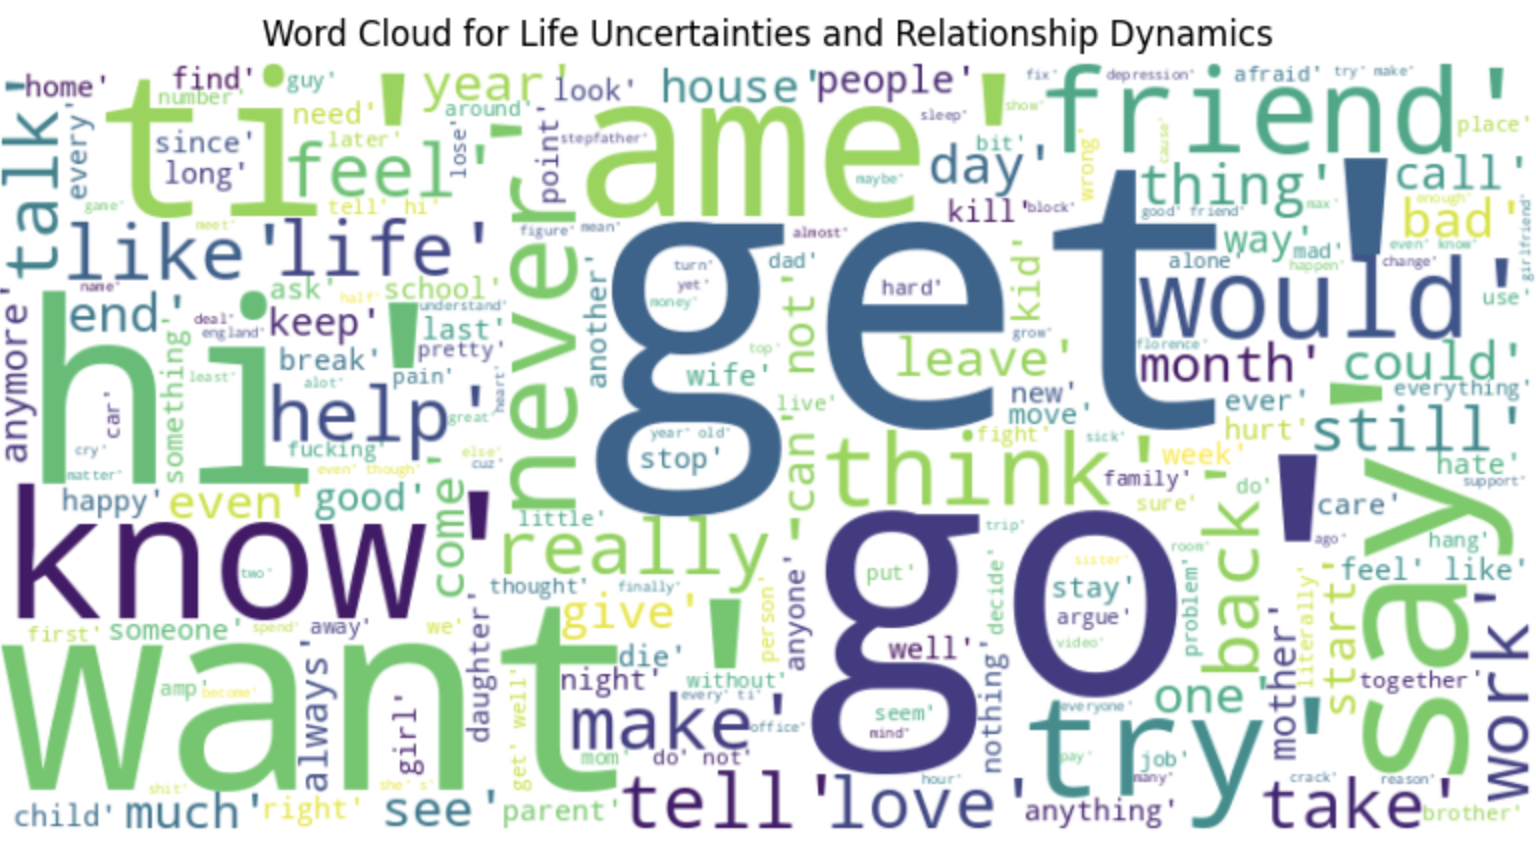 Word Cloud for Life Uncertainties and Relationship Dynamics
home'
find'
guy'
year'
look'
house'
people'
fix'
depression'
afraid'
try' make'
friend'
talk'
every'
ti'
number'
need'
around'
ame'
sleep'
show'
place'
since'
long'
later'
lose'
feel'
point'
stepfather'
maybe'
bit'
day'
wrong'
cause'
thing'
call'
game'
tell' hi'
kill'
block'
good' friend'
max'
enough'
bad'
girlfriend'
meet'
like'
life'
never'
figure'
mean'
almost'
get'
way'
mad'
even' know'
name'
ask'
half'
school'
another'
turn'
yet'
money'
dad'
hard'
kid'
alone'
happen'
change'
would'
use'
anymore'
end'
deal'
england'
keep'
understand'
last'
not'
grow'
florence'
hi'
something'
break'
pretty'
top'
wife'
leave'
month'
could'
least'
alot'
pain'
heart'
live'
new'
move'
ever'
everything'
car'
help'
great'
year' old'
stop'
can'
fight'
sick'
hurt'
still'
cry'
matter'
fucking'
even' though'
else'
cuz'
think'
week'
family'
hate'
support'
happy'
even'
good'
come'
little'
sure'
do'
care'
say'
know'
two'
really'
trip'
go'
back'
ago'
hang'
thought'
finally'
put'
sister'
stay'
room'
feel' like'
first'
someone'
spend'
away'
we'
daughter'
give'
person'
anyone'
decide'
argue'
video'
problem'
literally'
start'
work'
want'
amp'
become'
always'
girl'
die'
night'
without'
every' ti'
well'
nothing'
mother'
together'
get' well'
make'
office'
seem'
mind'
everyone'
one'
try'
mom'
do' not'
pay'
job'
many'
shit'
she' s'
hour'
crack'
reason'
child'
much'
right'
see'
parent'
tell'
love'
anything'
take'
brother'